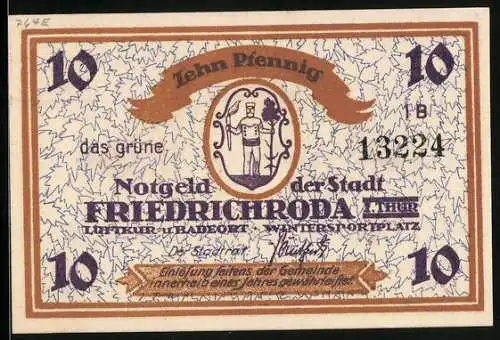 764E
Zehn Pfennig
10 10
1B
das grüne 13224
Notgeld der Stadt
FRIEDRICHRODA I. THÜR
LUFTKUR u BADEORT - WINTERSPORTPLATZ
Der Stadtrat
10 10
Einlösung seitens der Gemeinde
innerhalb eines Jahres gewährleistet